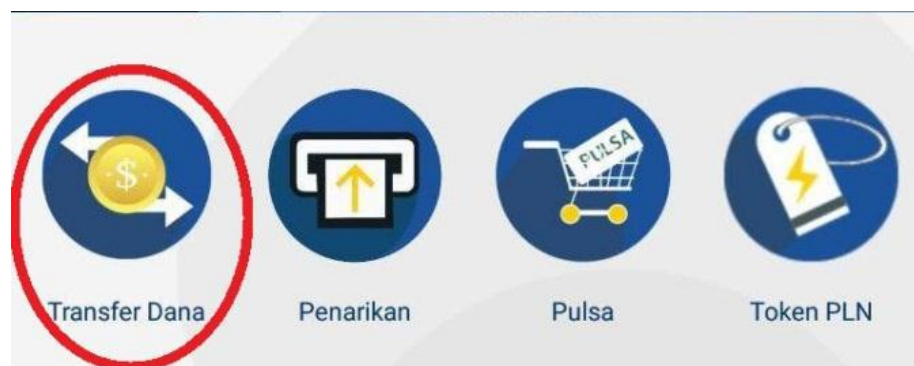 $
PULSA
Transfer Dana
Penarikan
Pulsa
Token PLN